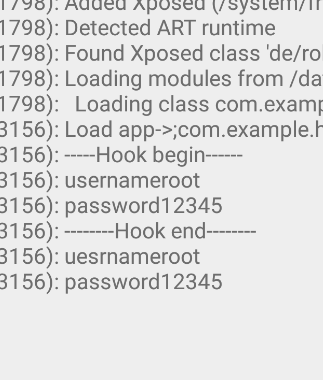 1798): Added Xposed (/system/fr
1798): Detected ART runtime
1798): Found Xposed class 'de/ro
1798): Loading modules from /da
1798): Loading class com.examp
3156): Load app->;com.example.h
3156): -----Hook begin------
3156): usernameroot
3156): password12345
3156): --------Hook end--------
3156): uesrnameroot
3156): password12345